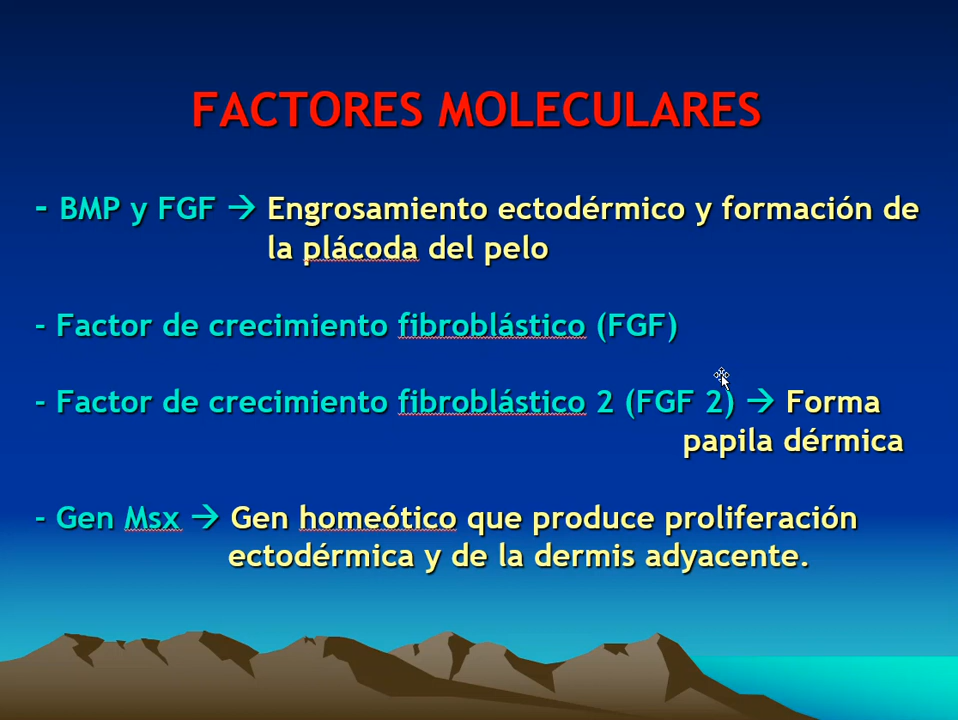 FACTORES MOLECULARES
- BMP y FGF → Engrosamiento ectodérmico y formación de
la plácoda del pelo
- Factor de crecimiento fibroblástico (FGF)
- Factor de crecimiento fibroblástico 2 (FGF 2) → Forma
papila dérmica
- Gen Msx → Gen homeótico que produce proliferación
ectodérmica y de la dermis adyacente.